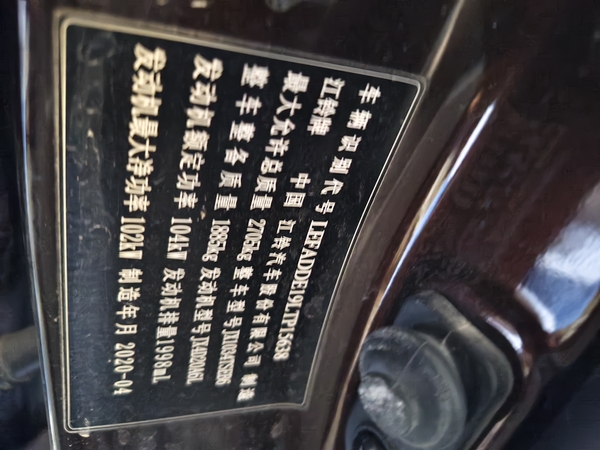 车辆识别代号 LEFADDE19LTP15638
江铃牌 中国 江铃汽车股份有限公司 制造
最大允许总质量 2705kg 整车型号
整车整备质量 1885kg 发动机型号
发动机额定功率 104kW 发动机排量1998mL
发动机最大净功率 102kW 制造年月 2020-04